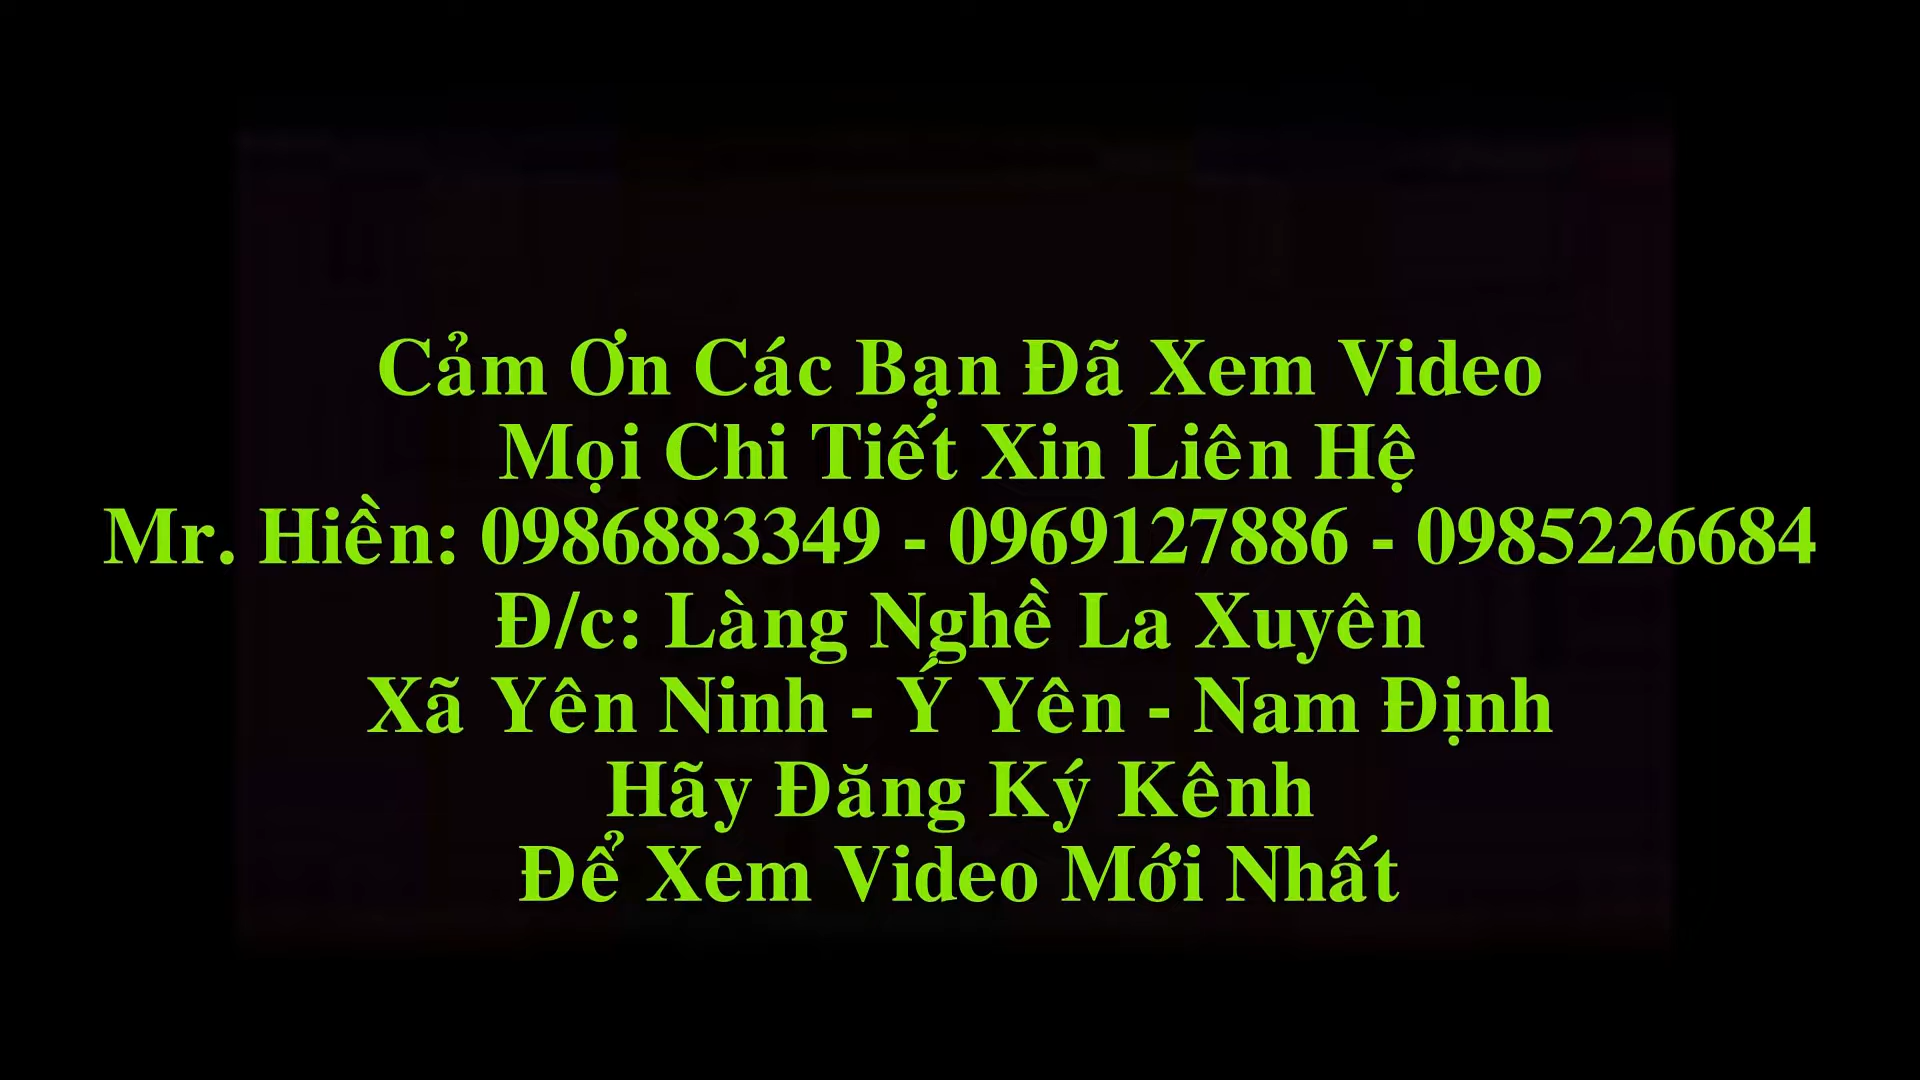 Cảm Ơn Các Bạn Đã Xem Video
Mọi Chi Tiết Xin Liên Hệ
Mr. Hiền: 0986883349 - 0969127886 - 0985226684
Đ/c: Làng Nghề La Xuyên
Xã Yên Ninh - Ý Yên - Nam Định
Hãy Đăng Ký Kênh
Để Xem Video Mới Nhất